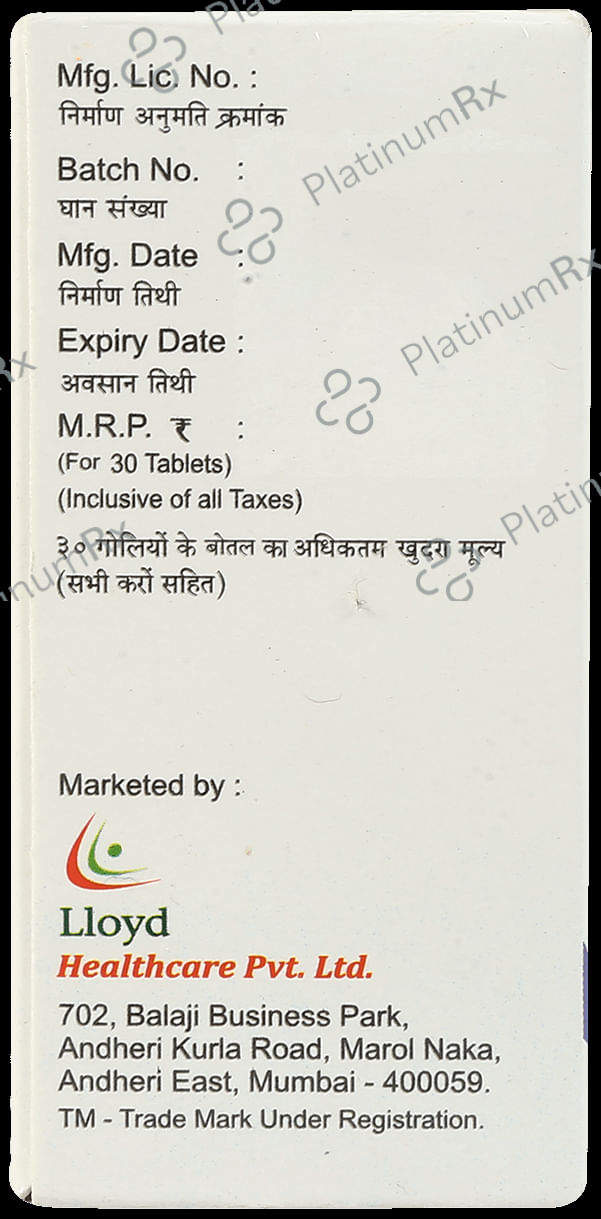 Mfg. Lic. No. :
निर्माण अनुमति क्रमांक
Batch No. :
घान संख्या
Mfg. Date :
निर्माण तिथी
Expiry Date :
अवसान तिथी
M.R.P. ₹ :
(For 30 Tablets)
(Inclusive of all Taxes)
३० गोलियों के बोतल का अधिकतम खुदरा मूल्य
(सभी करों सहित)
Marketed by :
Lloyd
Healthcare Pvt. Ltd.
702, Balaji Business Park,
Andheri Kurla Road, Marol Naka,
Andheri East, Mumbai - 400059.
TM - Trade Mark Under Registration.
PlatinumRx
PlatinumRx